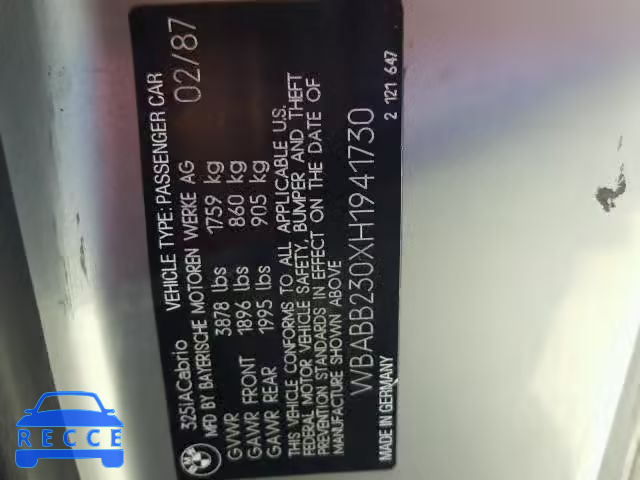 325IACabrio VEHICLE TYPE: PASSENGER CAR
MFD BY BAYERISCHE MOTOREN WERKE AG 02/87
GVWR 3878 lbs 1759 kg
GAWR FRONT 1896 lbs 860 kg
GAWR REAR 1995 lbs 905 kg
THIS VEHICLE CONFORMS TO ALL APPLICABLE U.S.
FEDERAL MOTOR VEHICLE SAFETY, BUMPER AND THEFT
PREVENTION STANDARDS IN EFFECT ON THE DATE OF
MANUFACTURE SHOWN ABOVE
WBABB230XH1941730
MADE IN GERMANY 2 121 647
BMW
RECCE